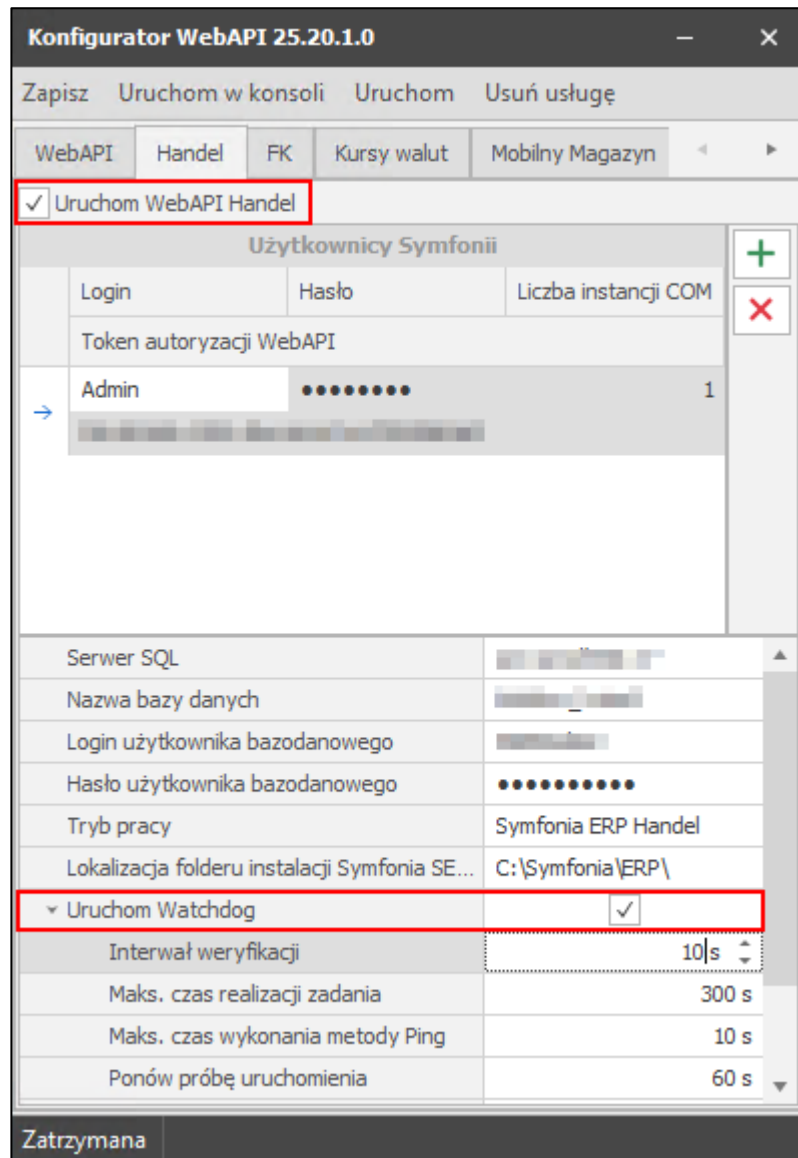 Konfigurator WebAPI 25.20.1.0
Zapisz Uruchom w konsoli Uruchom Usuń usługę
WebAPI Handel FK Kursy walut Mobilny Magazyn
Uruchom WebAPI Handel
Użytkownicy Symfonii
Login Hasło Liczba instancji COM
Token autoryzacji WebAPI
Admin ●●●●●●●● 1
Serwer SQL
Nazwa bazy danych
Login użytkownika bazodanowego
Hasło użytkownika bazodanowego ●●●●●●●●●●
Tryb pracy Symfonia ERP Handel
Lokalizacja folderu instalacji Symfonia SE... C:\Symfonia\ERP\
Uruchom Watchdog
Interwał weryfikacji 10 s
Maks. czas realizacji zadania 300 s
Maks. czas wykonania metody Ping 10 s
Ponów próbę uruchomienia 60 s
Zatrzymana